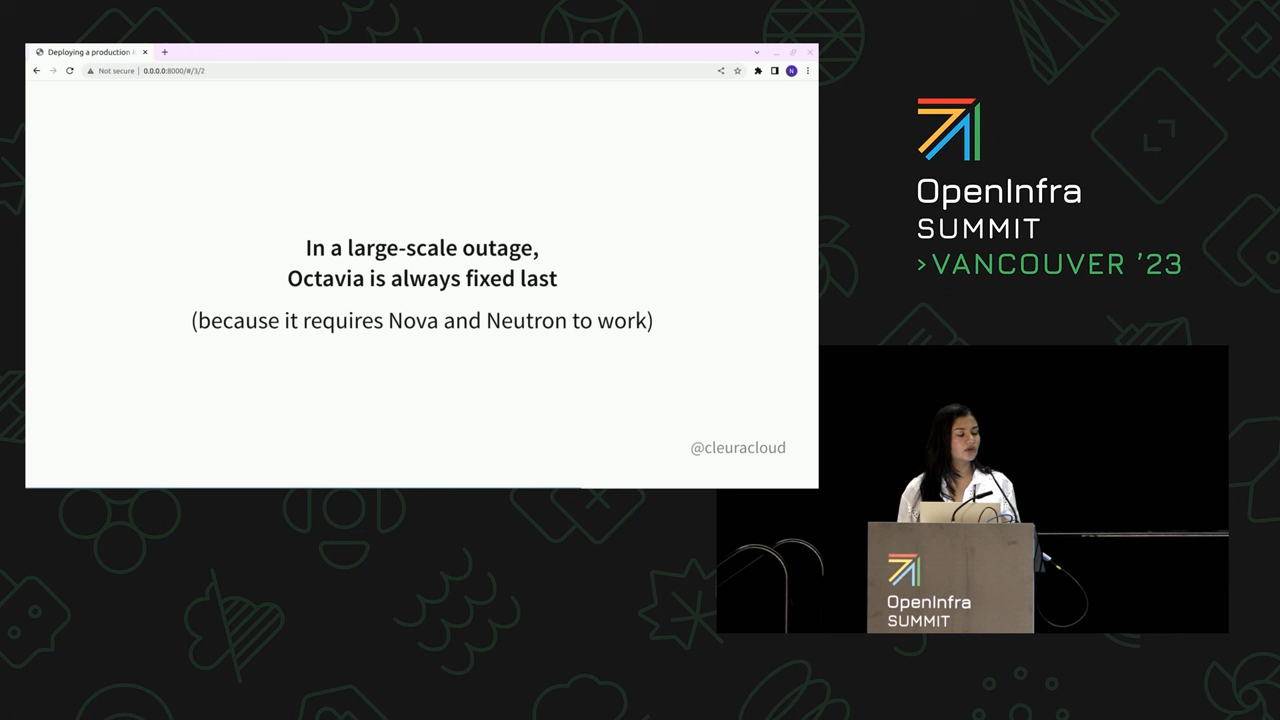 Deploying a production i
Not secure
0.0.0.0:8000/#/3/2
N
In a large-scale outage,
Octavia is always fixed last
(because it requires Nova and Neutron to work)
@cleuracloud
OpenInfra
SUMMIT
>VANCOUVER '23
OpenInfra
SUMMIT